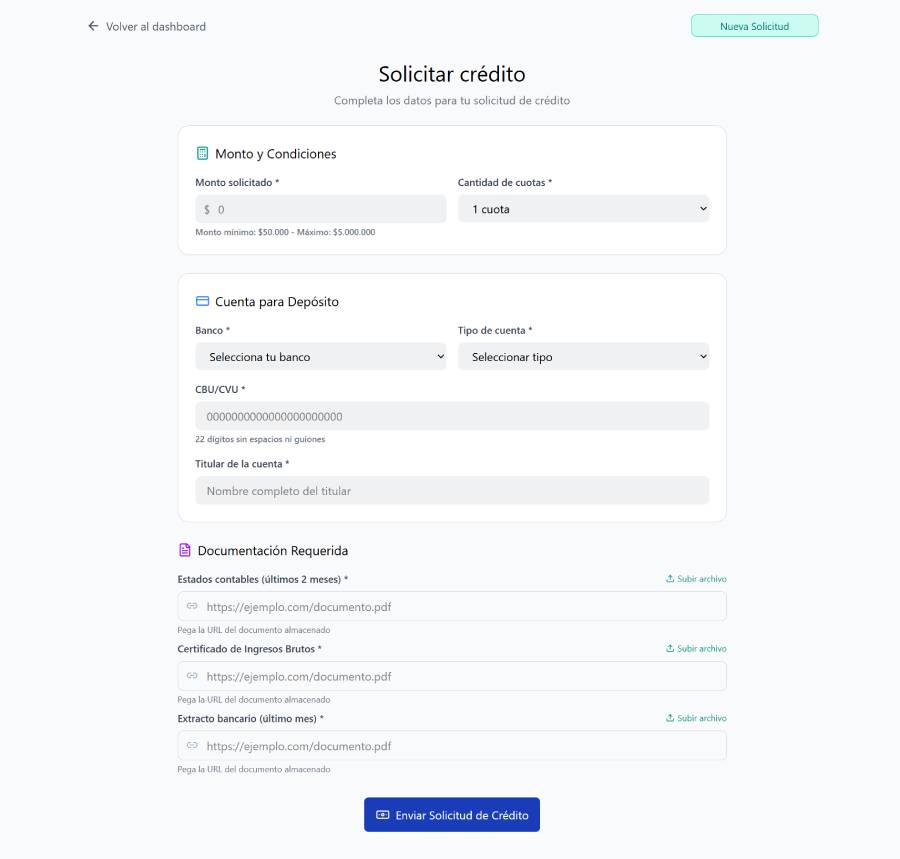 Volver al dashboard
Nueva Solicitud
Solicitar crédito
Completa los datos para tu solicitud de crédito
Monto y Condiciones
Monto solicitado *
Cantidad de cuotas *
$ 0
1 cuota
Monto mínimo: $50.000 - Máximo: $5.000.000
Cuenta para Depósito
Banco *
Tipo de cuenta *
Selecciona tu banco
Seleccionar tipo
CBU/CVU *
0000000000000000000000
22 dígitos sin espacios ni guiones
Titular de la cuenta *
Nombre completo del titular
Documentación Requerida
Estados contables (últimos 2 meses) *
Subir archivo
https://ejemplo.com/documento.pdf
Pega la URL del documento almacenado
Certificado de Ingresos Brutos *
Subir archivo
https://ejemplo.com/documento.pdf
Pega la URL del documento almacenado
Extracto bancario (último mes) *
Subir archivo
https://ejemplo.com/documento.pdf
Pega la URL del documento almacenado
Enviar Solicitud de Crédito